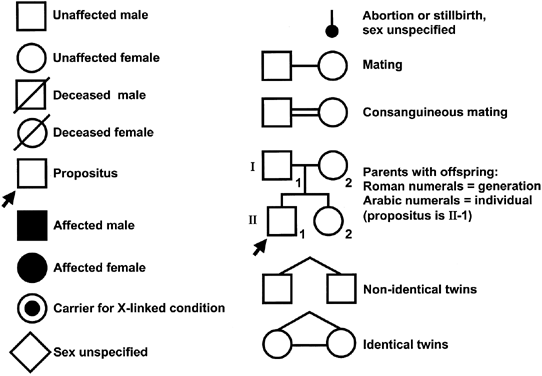 Unaffected male
Unaffected female
Deceased male
Deceased female
Propositus
Affected male
Affected female
Carrier for X-linked condition
Sex unspecified
Abortion or stillbirth,
sex unspecified
Mating
Consanguineous mating
I
1
2
II
1
2
Parents with offspring:
Roman numerals = generation
Arabic numerals = individual
(propositus is II-1)
Non-identical twins
Identical twins